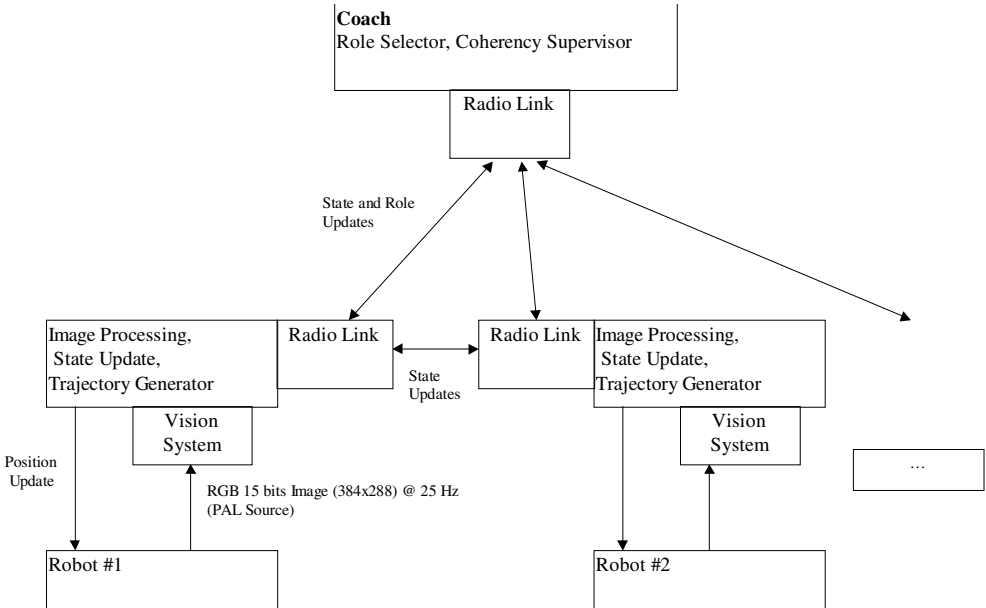 Coach
Role Selector, Coherency Supervisor
Radio Link
State and Role
Updates
Image Processing,
State Update,
Trajectory Generator
Radio Link
Radio Link
Image Processing,
State Update,
Trajectory Generator
State
Updates
Vision
System
Vision
System
Position
Update
RGB 15 bits Image (384x288) @ 25 Hz
(PAL Source)
...
Robot #1
Robot #2